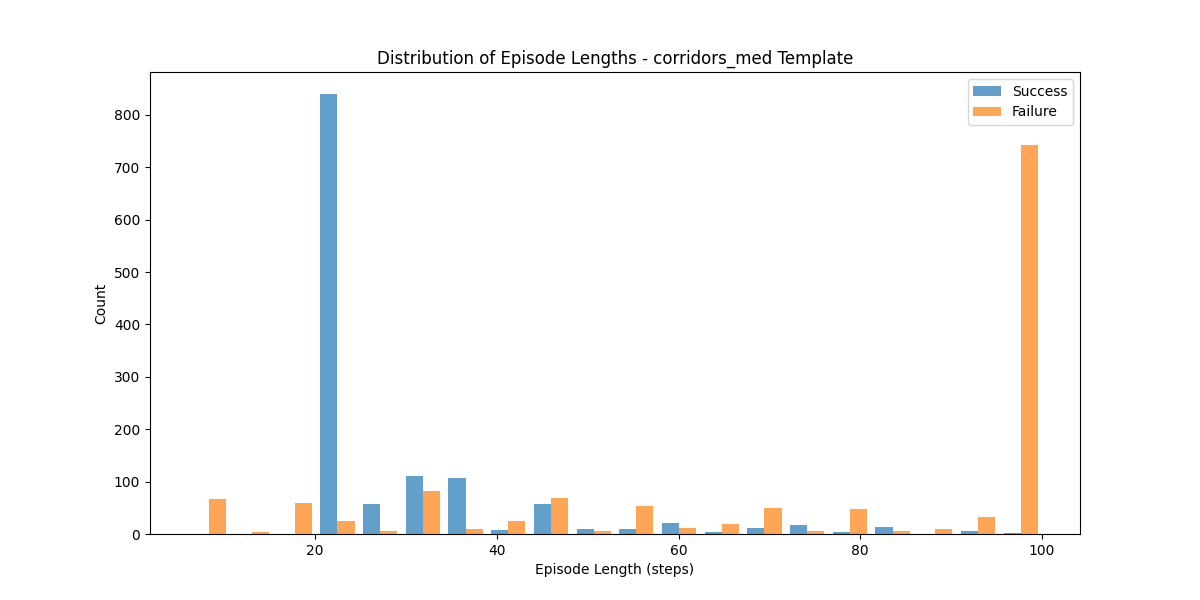 Distribution of Episode Lengths - corridors_med Template
Success
Failure
800
700
600
500
400
300
200
100
0
Count
20
40
60
80
100
Episode Length (steps)